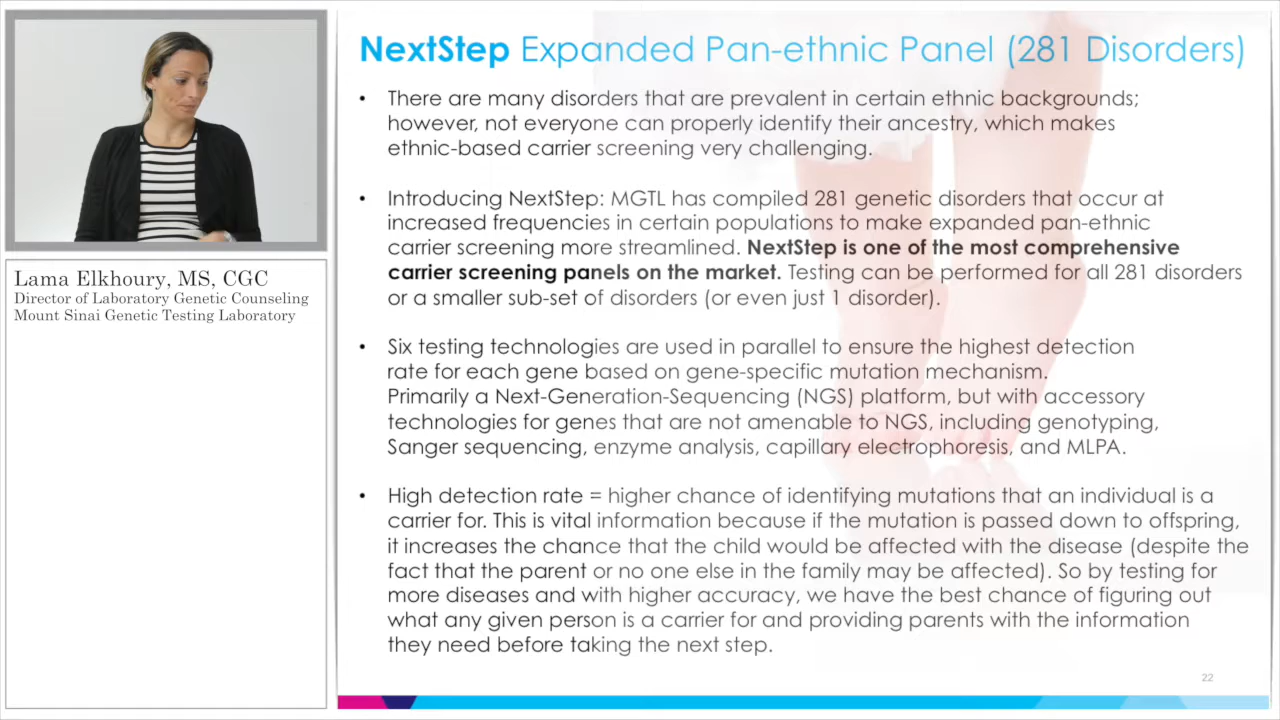 NextStep Expanded Pan-ethnic Panel (281 Disorders)
• There are many disorders that are prevalent in certain ethnic backgrounds;
however, not everyone can properly identify their ancestry, which makes
ethnic-based carrier screening very challenging.
• Introducing NextStep: MGTL has compiled 281 genetic disorders that occur at
increased frequencies in certain populations to make expanded pan-ethnic
carrier screening more streamlined. NextStep is one of the most comprehensive
carrier screening panels on the market. Testing can be performed for all 281 disorders
or a smaller sub-set of disorders (or even just 1 disorder).
• Six testing technologies are used in parallel to ensure the highest detection
rate for each gene based on gene-specific mutation mechanism.
Primarily a Next-Generation-Sequencing (NGS) platform, but with accessory
technologies for genes that are not amenable to NGS, including genotyping,
Sanger sequencing, enzyme analysis, capillary electrophoresis, and MLPA.
• High detection rate = higher chance of identifying mutations that an individual is a
carrier for. This is vital information because if the mutation is passed down to offspring,
it increases the chance that the child would be affected with the disease (despite the
fact that the parent or no one else in the family may be affected). So by testing for
more diseases and with higher accuracy, we have the best chance of figuring out
what any given person is a carrier for and providing parents with the information
they need before taking the next step.
22
Lama Elkhoury, MS, CGC
Director of Laboratory Genetic Counseling
Mount Sinai Genetic Testing Laboratory